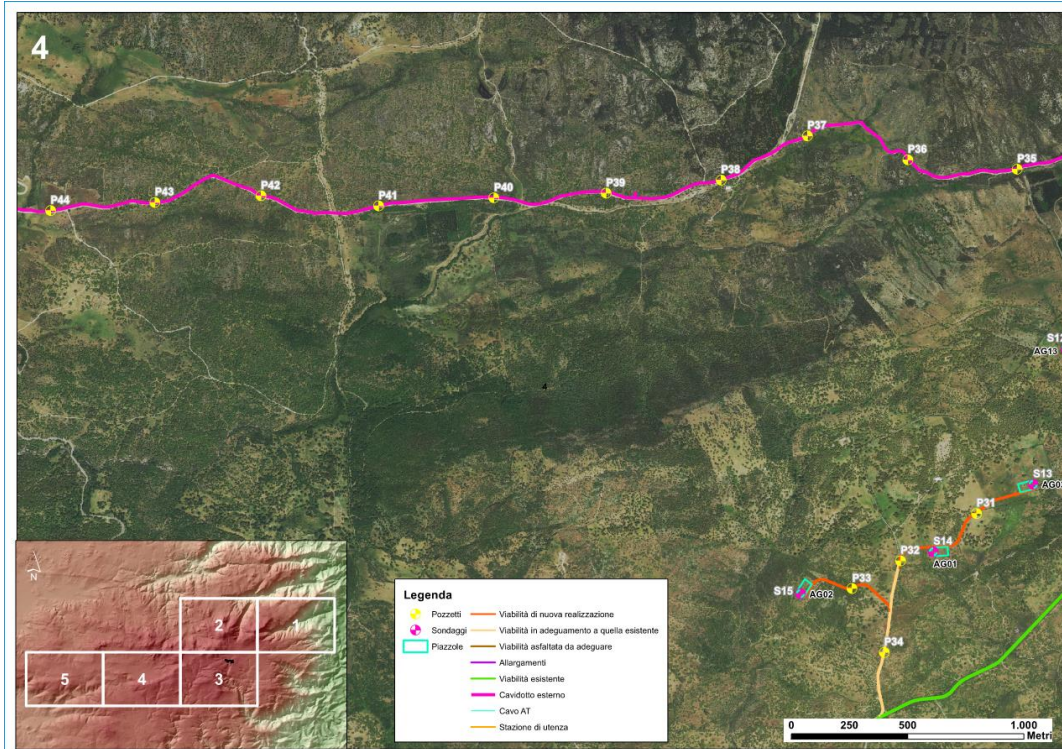 4
P37
P36
P35
P38
P39
P40
P41
P42
P43
P44
4
S12
AG13
S13
P31
S14
AG01
P32
P33
S15
AG02
P34
N
1
2
3
4
5
Legenda
Pozzetti
Sondaggi
Piazzole
Viabilità di nuova realizzazione
Viabilità in adeguamento a quella esistente
Viabilità asfaltata da adeguare
Allargamenti
Viabilità esistente
Cavidotto esterno
Cavo AT
Stazione di utenza
0 250 500 1.000
Metri